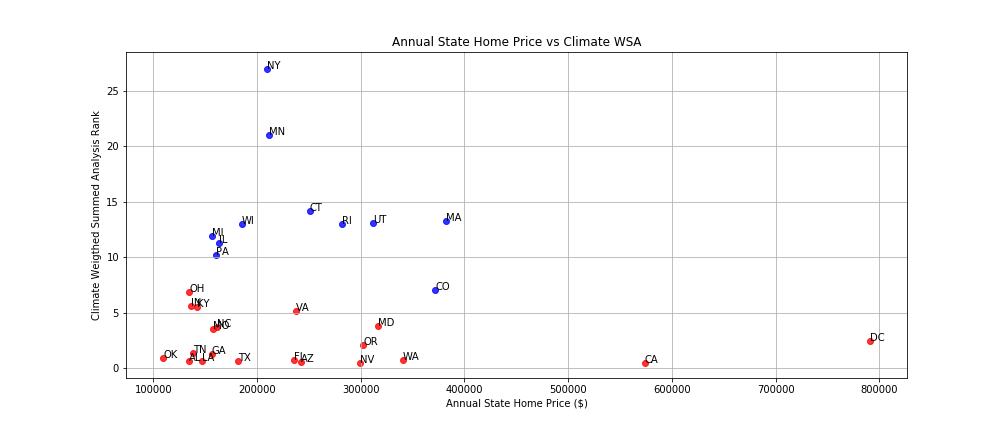 Annual State Home Price vs Climate WSA
Climate Weigthed Summed Analysis Rank
25
20
15
10
5
0
NY
MN
CT
WI
RI
UT
MA
MI
IL
PA
CO
OH
IN
KY
VA
NC
MO
MD
OR
DC
TN
GA
OK
AL
LA
TX
FL
AZ
NV
WA
CA
100000 200000 300000 400000 500000 600000 700000 800000
Annual State Home Price ($)